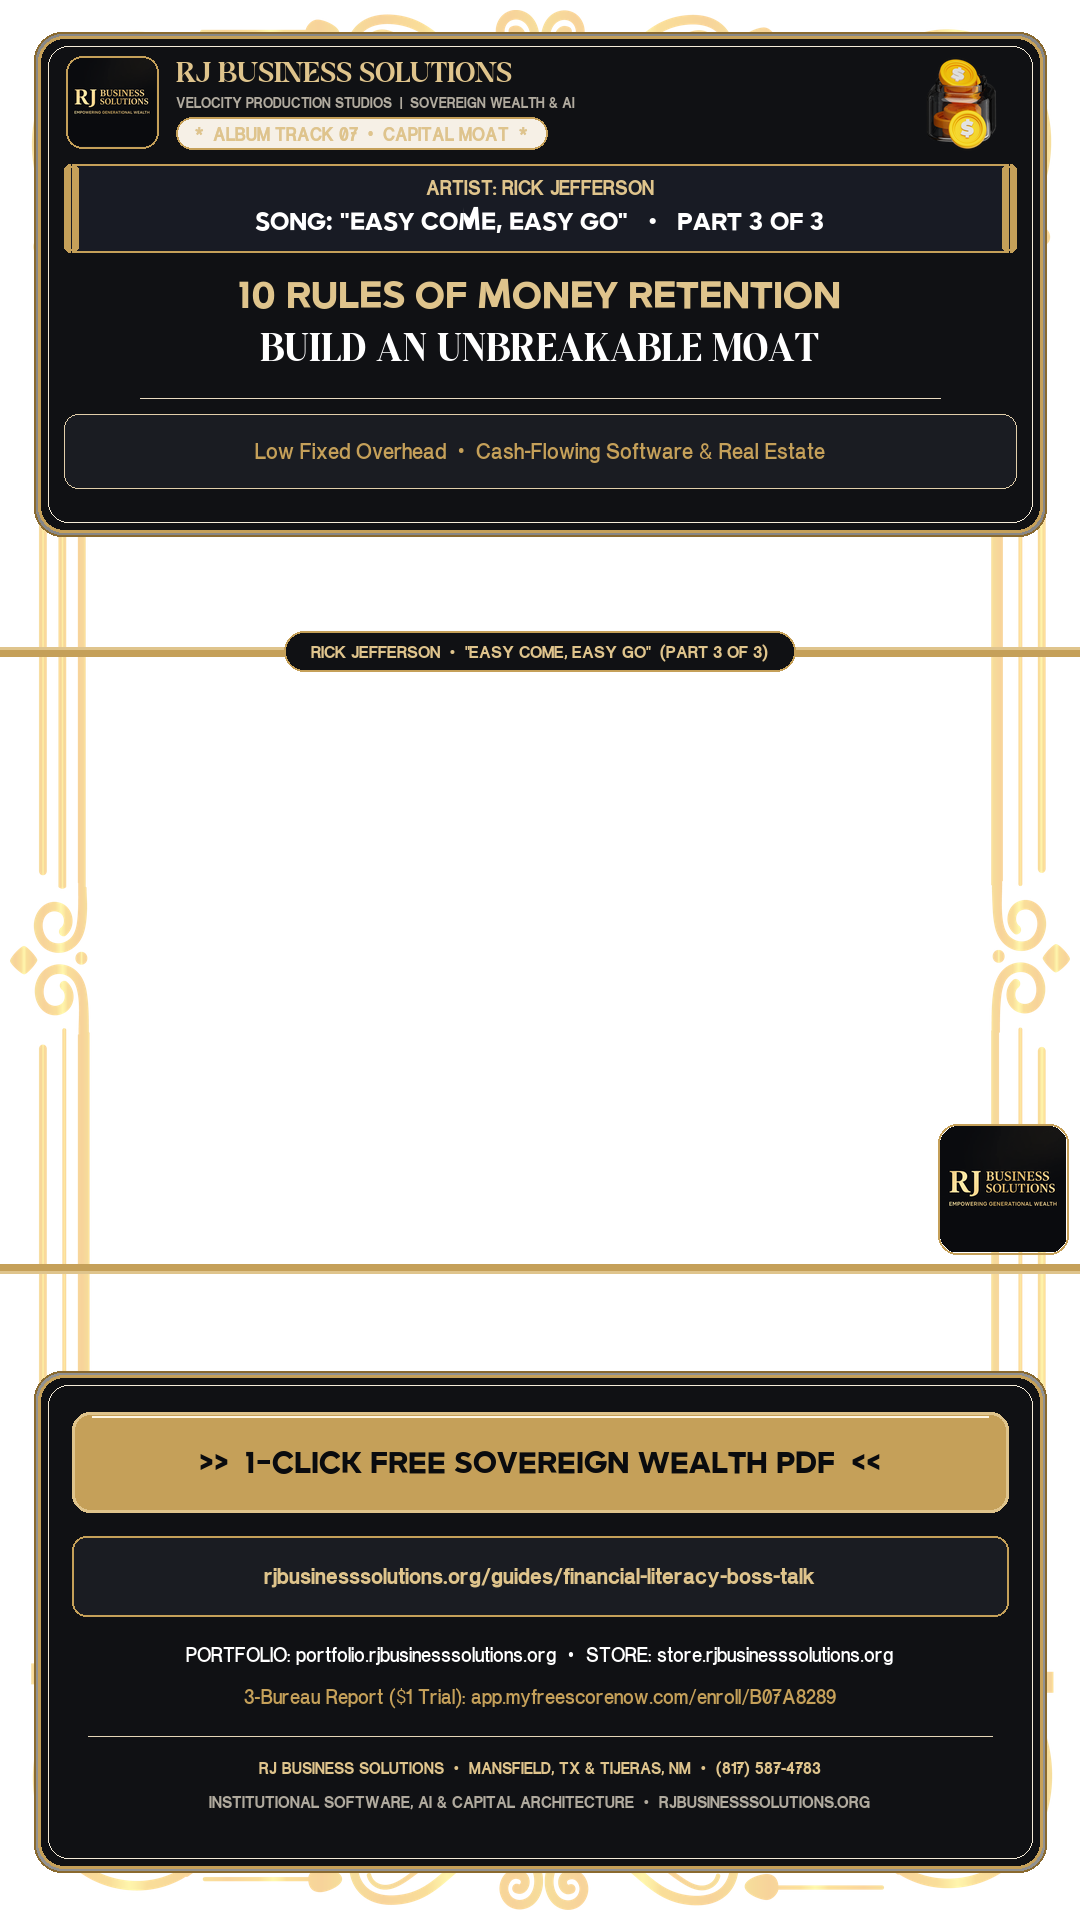 RJ BUSINESS SOLUTIONS
EMPOWERING GENERATIONAL WEALTH
RJ BUSINESS SOLUTIONS
VELOCITY PRODUCTION STUDIOS | SOVEREIGN WEALTH & AI
* ALBUM TRACK 07 • CAPITAL MOAT *
ARTIST: RICK JEFFERSON
SONG: "EASY COME, EASY GO" • PART 3 OF 3
10 RULES OF MONEY RETENTION
BUILD AN UNBREAKABLE MOAT
Low Fixed Overhead • Cash-Flowing Software & Real Estate
RICK JEFFERSON • "EASY COME, EASY GO" (PART 3 OF 3)
RJ BUSINESS SOLUTIONS
EMPOWERING GENERATIONAL WEALTH
>> 1-CLICK FREE SOVEREIGN WEALTH PDF <<
rjbusinesssolutions.org/guides/financial-literacy-boss-talk
PORTFOLIO: portfolio.rjbusinesssolutions.org • STORE: store.rjbusinesssolutions.org
3-Bureau Report ($1 Trial): app.myfreescorenow.com/enroll/B07A8289
RJ BUSINESS SOLUTIONS • MANSFIELD, TX & TIJERAS, NM • (817) 587-4783
INSTITUTIONAL SOFTWARE, AI & CAPITAL ARCHITECTURE • RJBUSINESSSOLUTIONS.ORG